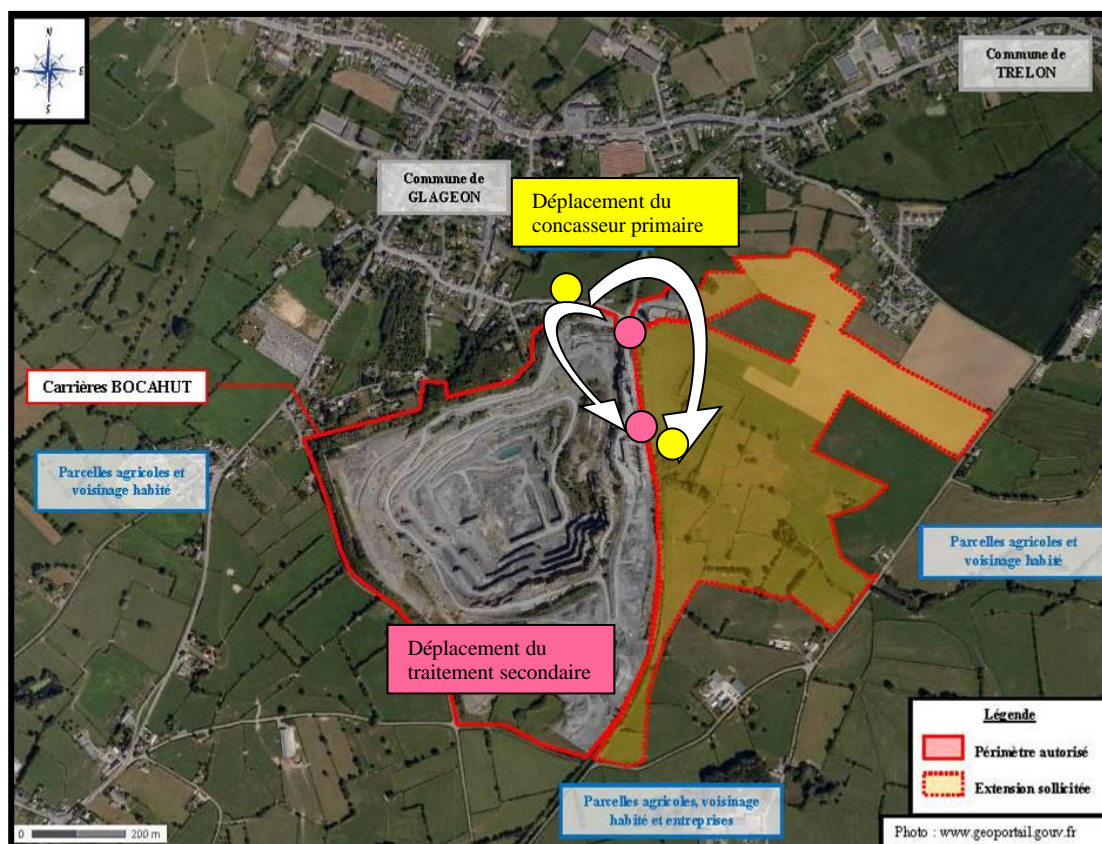 N
O
E
S
Commune de
TRELON
Commune de
GLAGEON
Déplacement du
concasseur primaire
Carrières BOCAHUT
Parcelles agricoles et
voisinage habité
Parcelles agricoles et
voisinage habité
Déplacement du
traitement secondaire
Légende
Périmètre autorisé
Extension sollicitée
Parcelles agricoles, voisinage
habité et entreprises
0 200 m
Photo : www.geoportail.gouv.fr